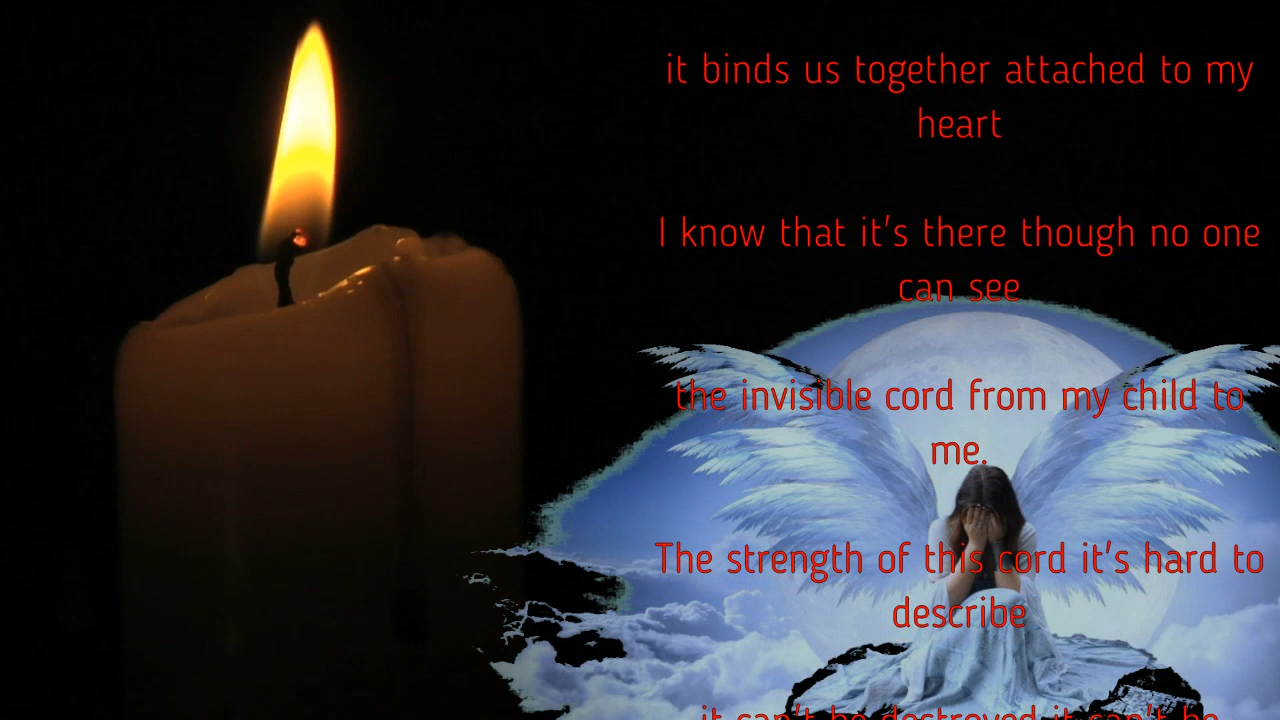 it binds us together attached to my
heart
I know that it's there though no one
can see
the invisible cord from my child to
me.
The strength of this cord it's hard to
describe
it can't be destroyed it can't be